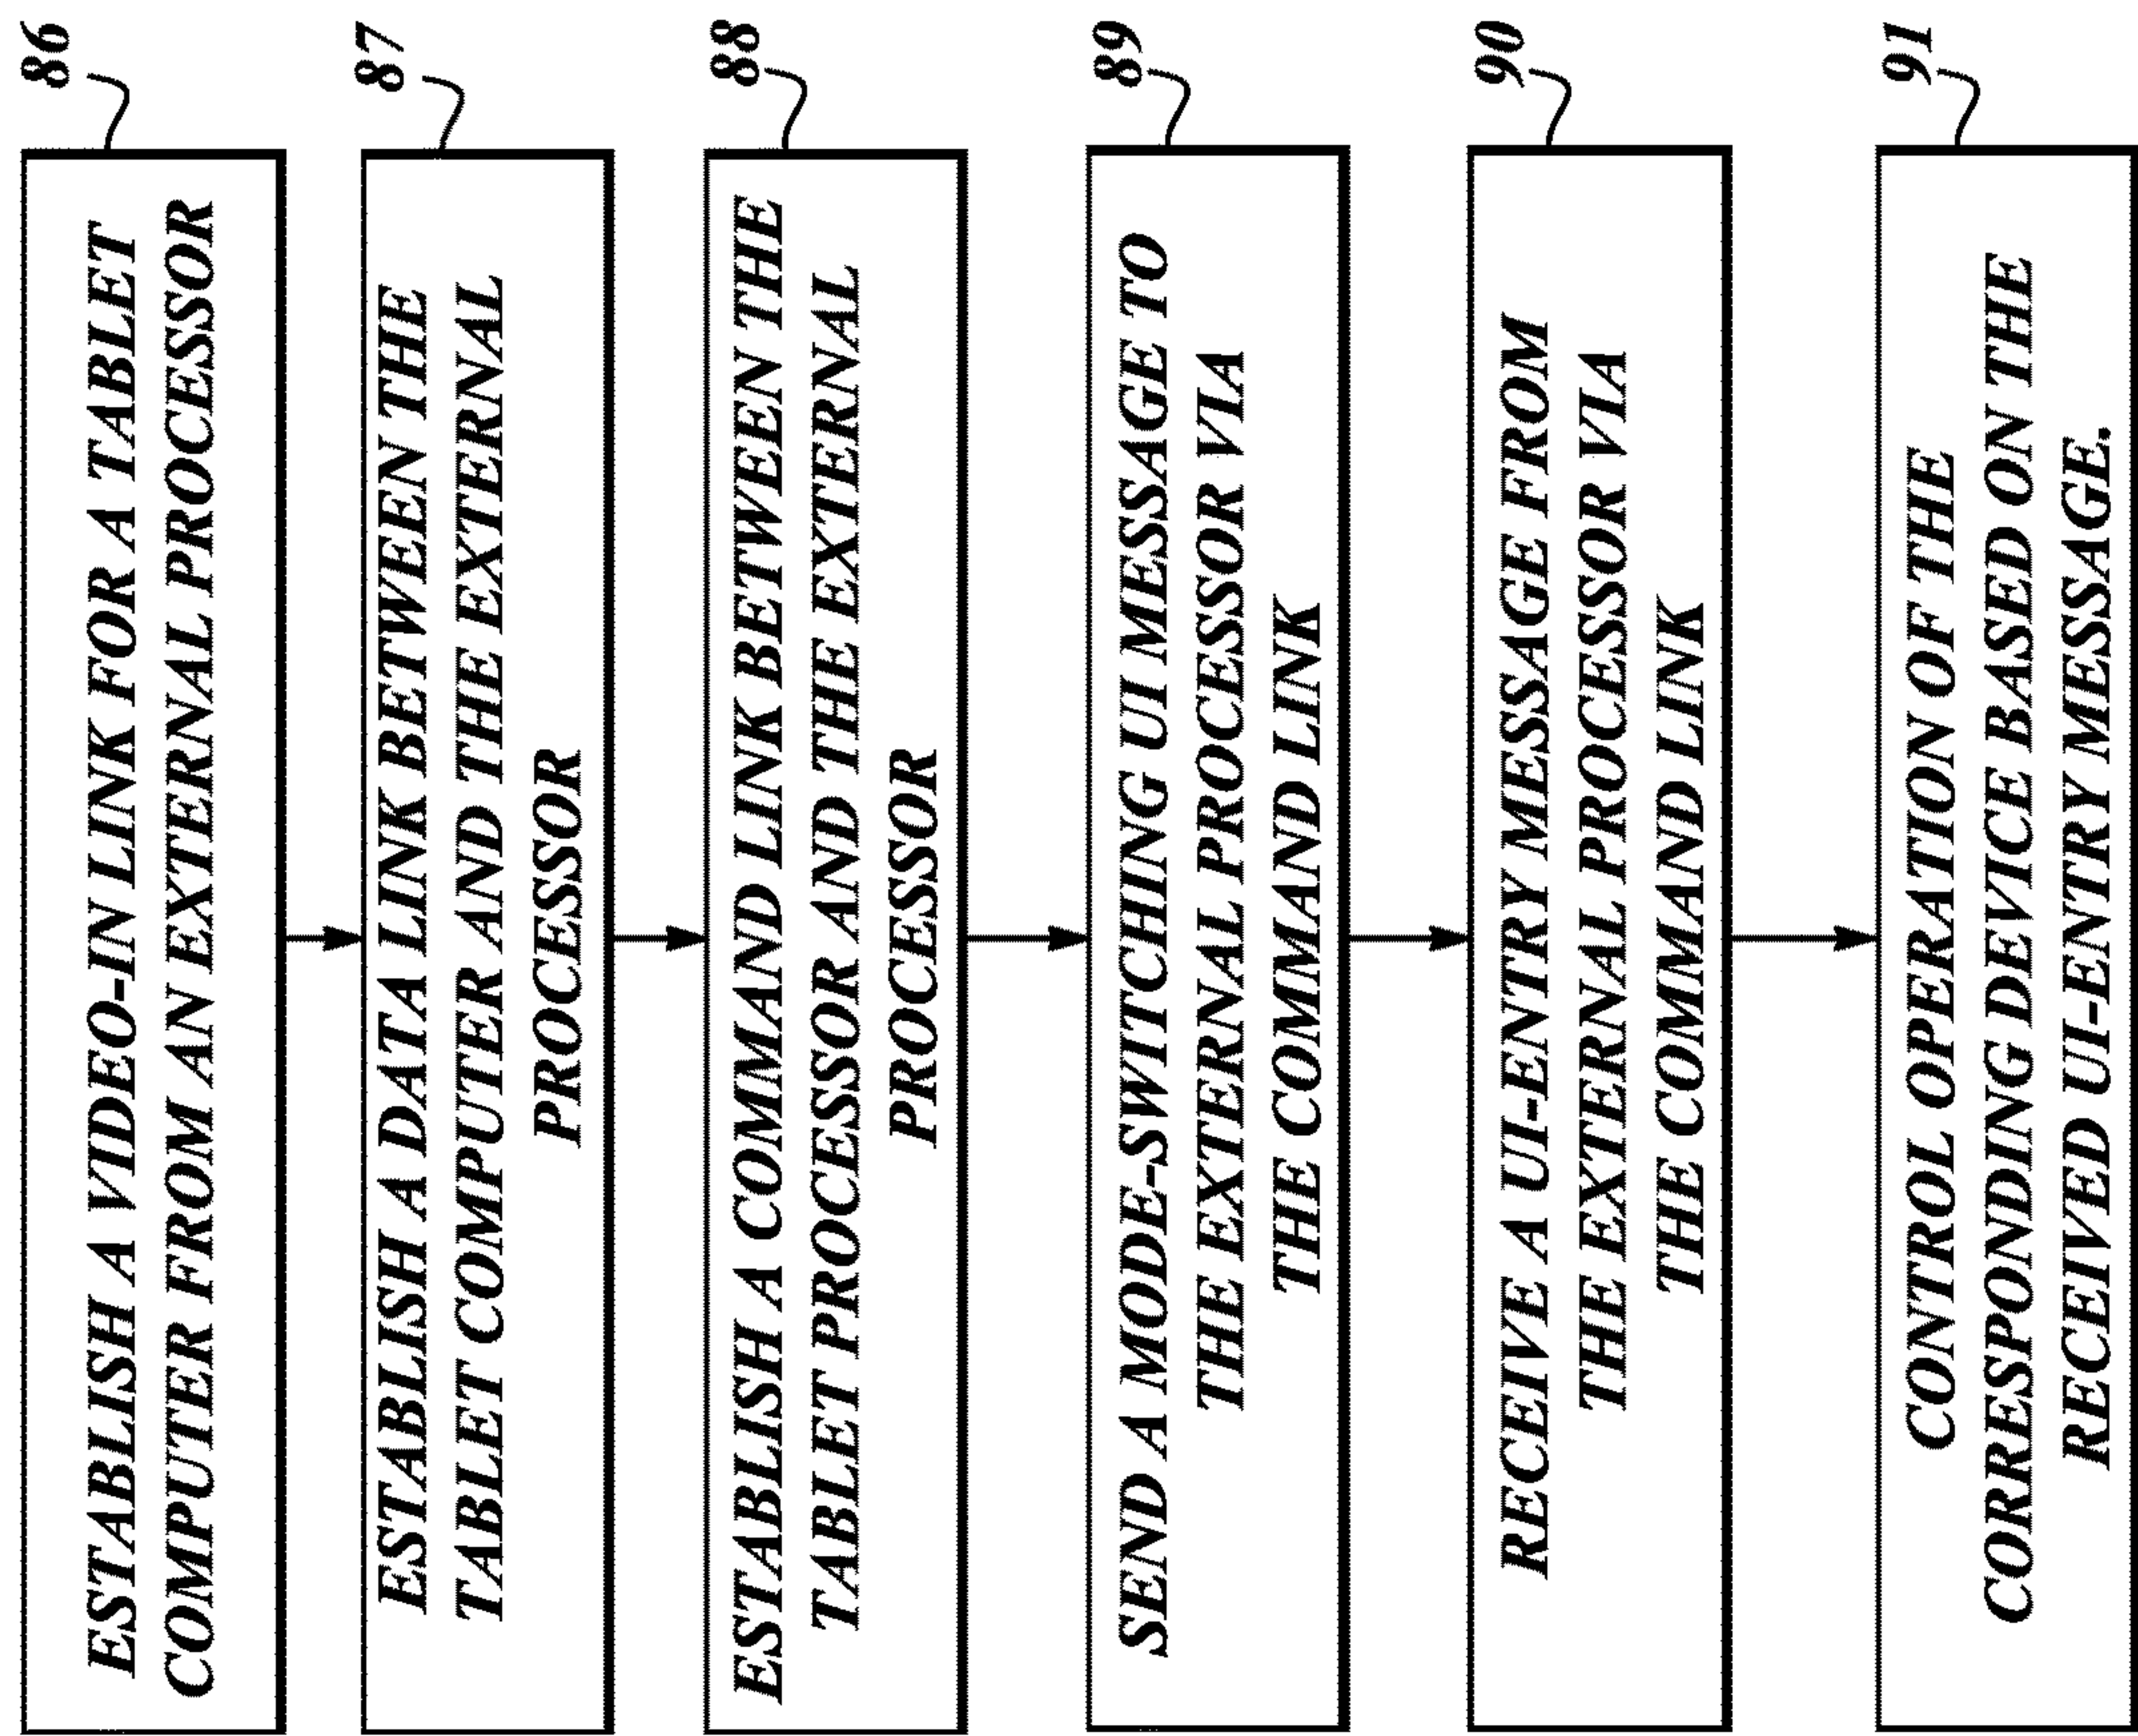 86
ESTABLISH A VIDEO-IN LINK FOR A TABLET
COMPUTER FROM AN EXTERNAL PROCESSOR
87
ESTABLISH A DATA LINK BETWEEN THE
TABLET COMPUTER AND THE EXTERNAL
PROCESSOR
88
ESTABLISH A COMMAND LINK BETWEEN THE
TABLET PROCESSOR AND THE EXTERNAL
PROCESSOR
89
SEND A MODE-SWITCHING UI MESSAGE TO
THE EXTERNAL PROCESSOR VIA
THE COMMAND LINK
90
RECEIVE A UI-ENTRY MESSAGE FROM
THE EXTERNAL PROCESSOR VIA
THE COMMAND LINK
91
CONTROL OPERATION OF THE
CORRESPONDING DEVICE BASED ON THE
RECEIVED UI-ENTRY MESSAGE.